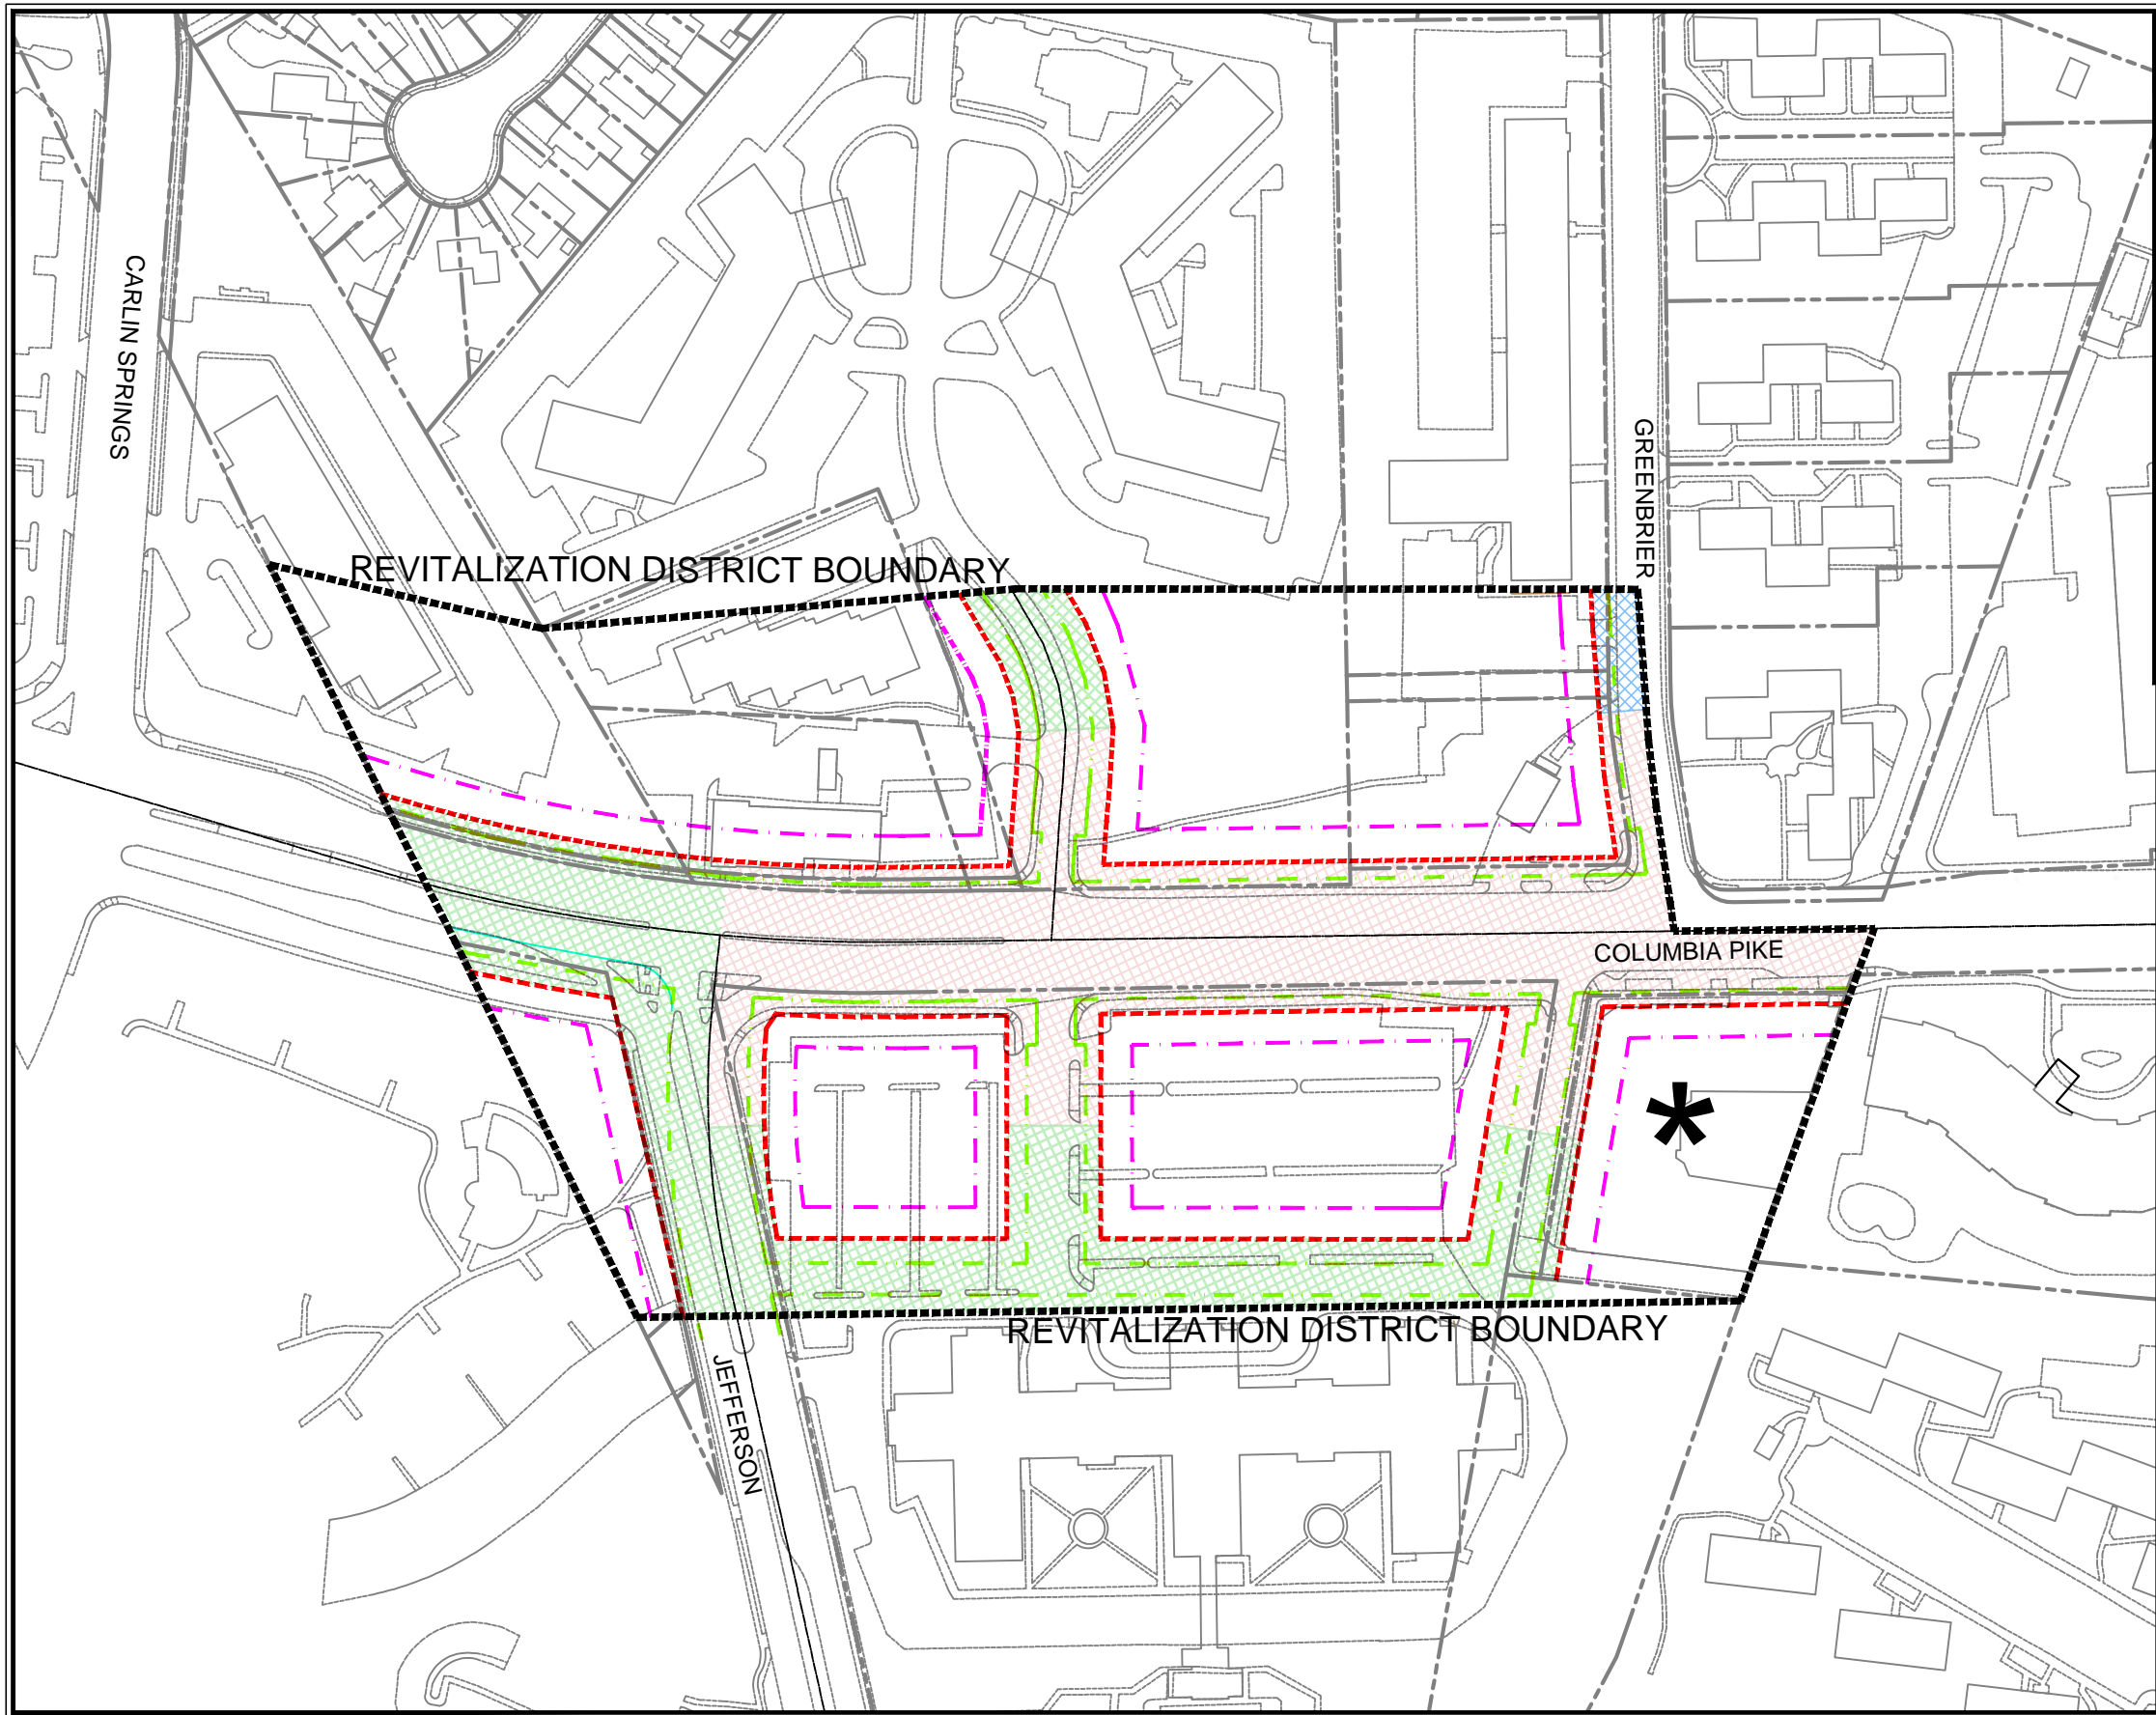 CARLIN SPRINGS
GREENBRIER
REVITALIZATION DISTRICT BOUNDARY
COLUMBIA PIKE
*
REVITALIZATION DISTRICT BOUNDARY
JEFFERSON